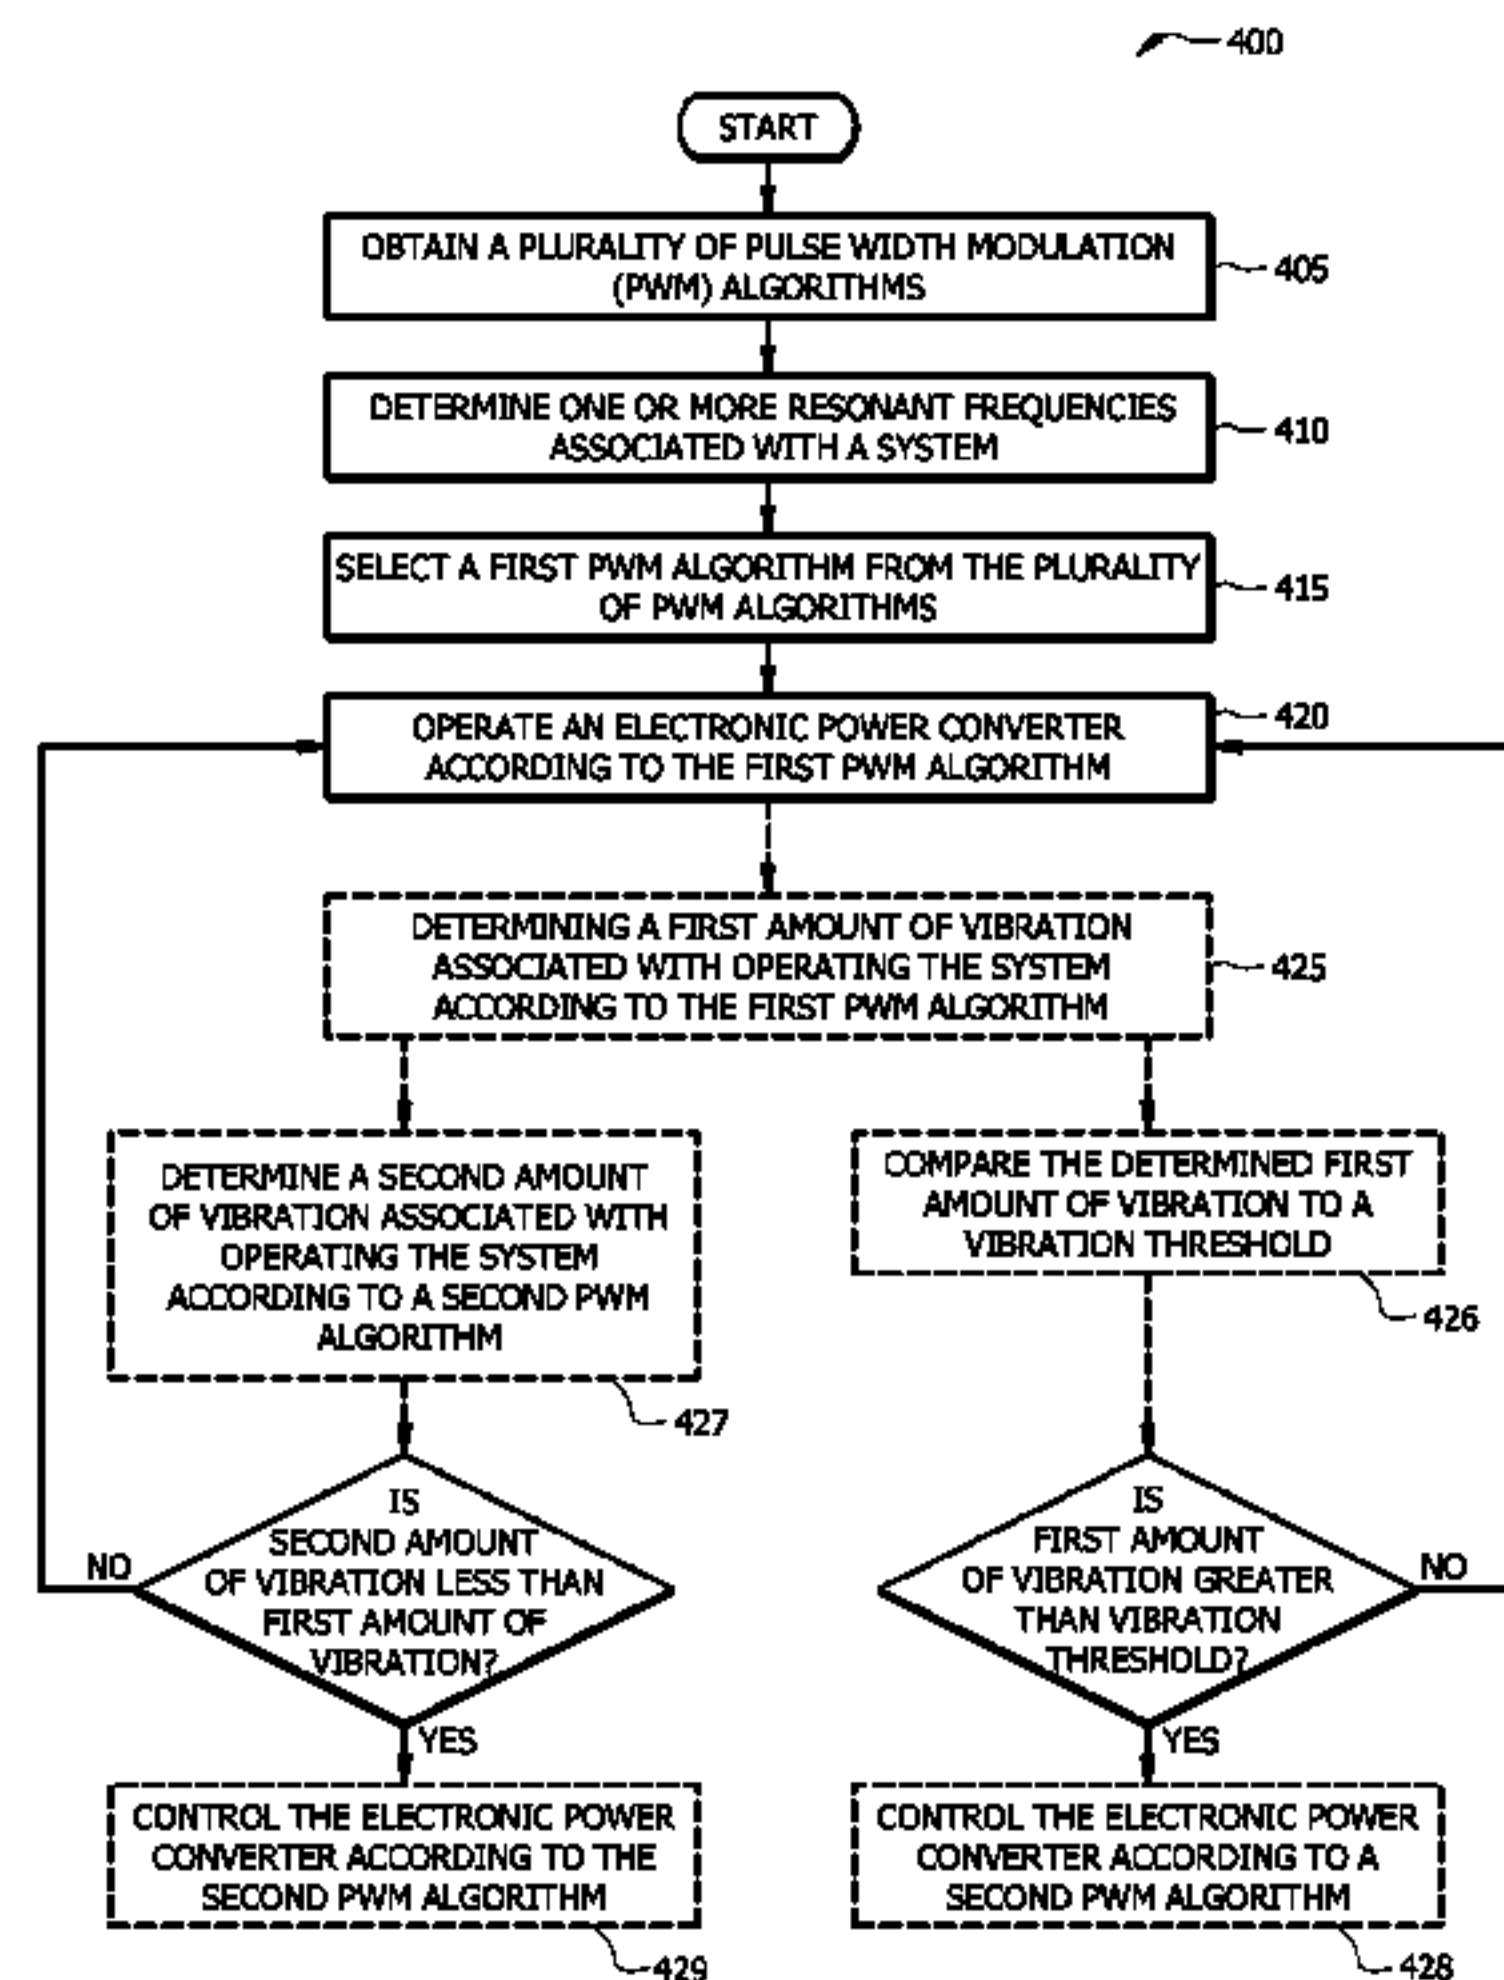 400
START
OBTAIN A PLURALITY OF PULSE WIDTH MODULATION
(PWM) ALGORITHMS
405
DETERMINE ONE OR MORE RESONANT FREQUENCIES
ASSOCIATED WITH A SYSTEM
410
SELECT A FIRST PWM ALGORITHM FROM THE PLURALITY
OF PWM ALGORITHMS
415
OPERATE AN ELECTRONIC POWER CONVERTER
ACCORDING TO THE FIRST PWM ALGORITHM
420
DETERMINING A FIRST AMOUNT OF VIBRATION
ASSOCIATED WITH OPERATING THE SYSTEM
ACCORDING TO THE FIRST PWM ALGORITHM
425
DETERMINE A SECOND AMOUNT
OF VIBRATION ASSOCIATED WITH
OPERATING THE SYSTEM
ACCORDING TO A SECOND PWM
ALGORITHM
427
COMPARE THE DETERMINED FIRST
AMOUNT OF VIBRATION TO A
VIBRATION THRESHOLD
426
IS
SECOND AMOUNT
OF VIBRATION LESS THAN
FIRST AMOUNT OF
VIBRATION?
NO
YES
IS
FIRST AMOUNT
OF VIBRATION GREATER
THAN VIBRATION
THRESHOLD?
NO
YES
CONTROL THE ELECTRONIC POWER
CONVERTER ACCORDING TO THE
SECOND PWM ALGORITHM
429
CONTROL THE ELECTRONIC POWER
CONVERTER ACCORDING TO A
SECOND PWM ALGORITHM
428